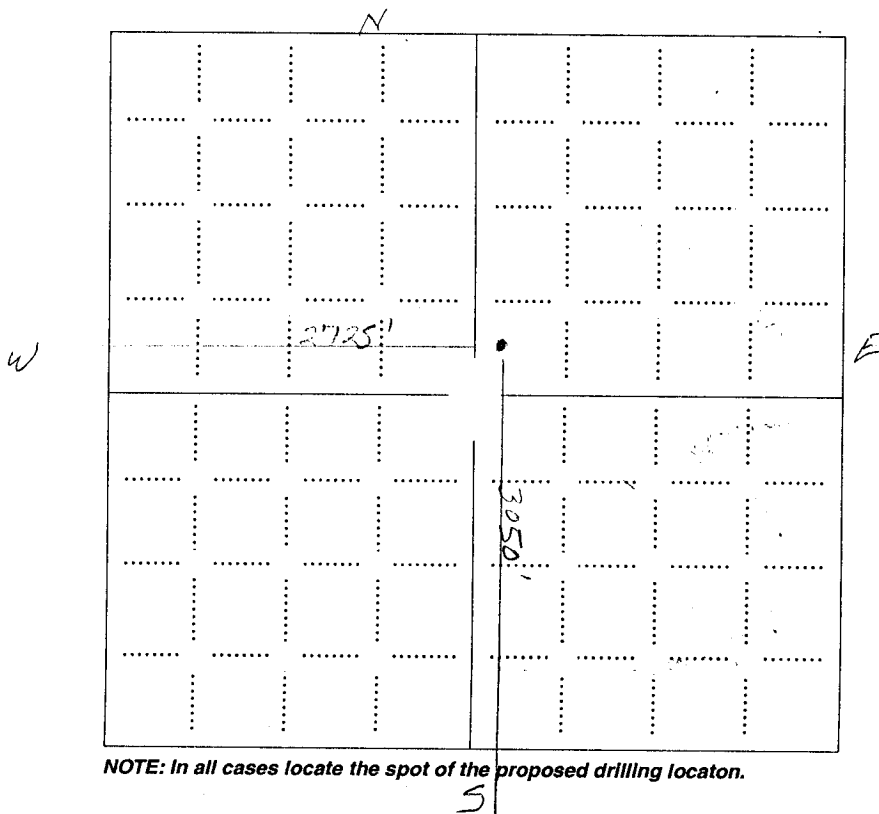 N
2725'
W
E
3050'
NOTE: In all cases locate the spot of the proposed drilling locaton.
S